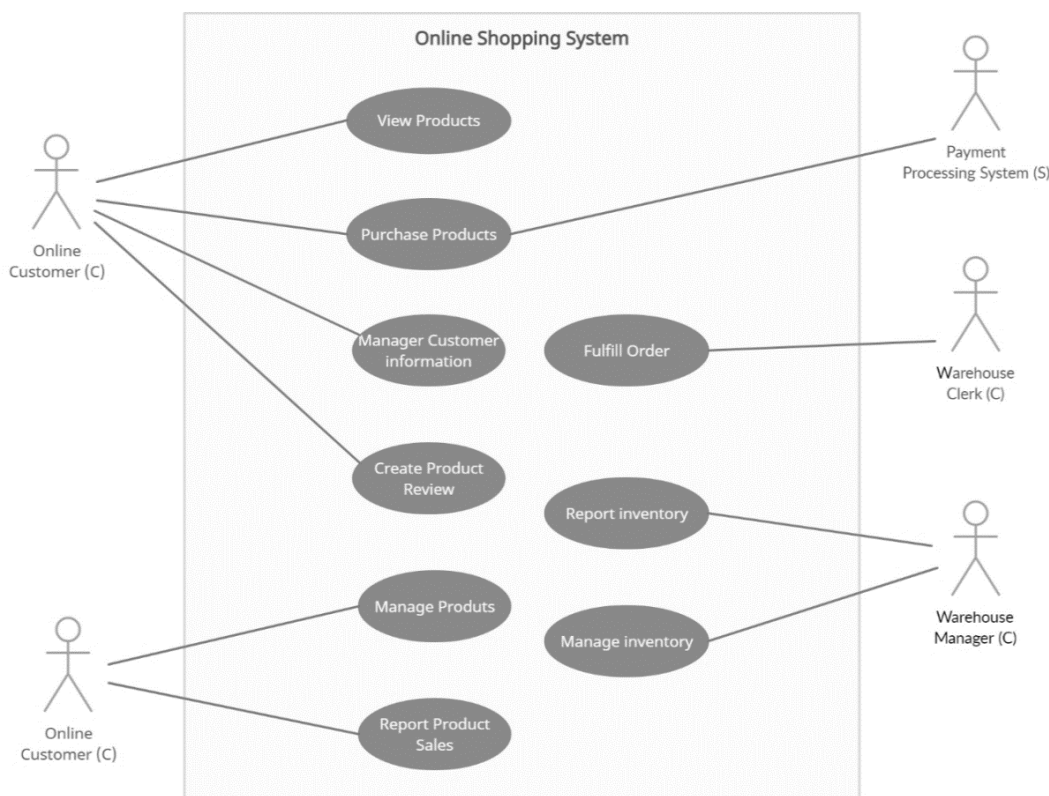 Online Shopping System
View Products
Payment
Processing System (S)
Online
Customer (C)
Purchase Products
Manager Customer
information
Fulfill Order
Warehouse
Clerk (C)
Create Product
Review
Report inventory
Manage Produts
Manage inventory
Warehouse
Manager (C)
Online
Customer (C)
Report Product
Sales